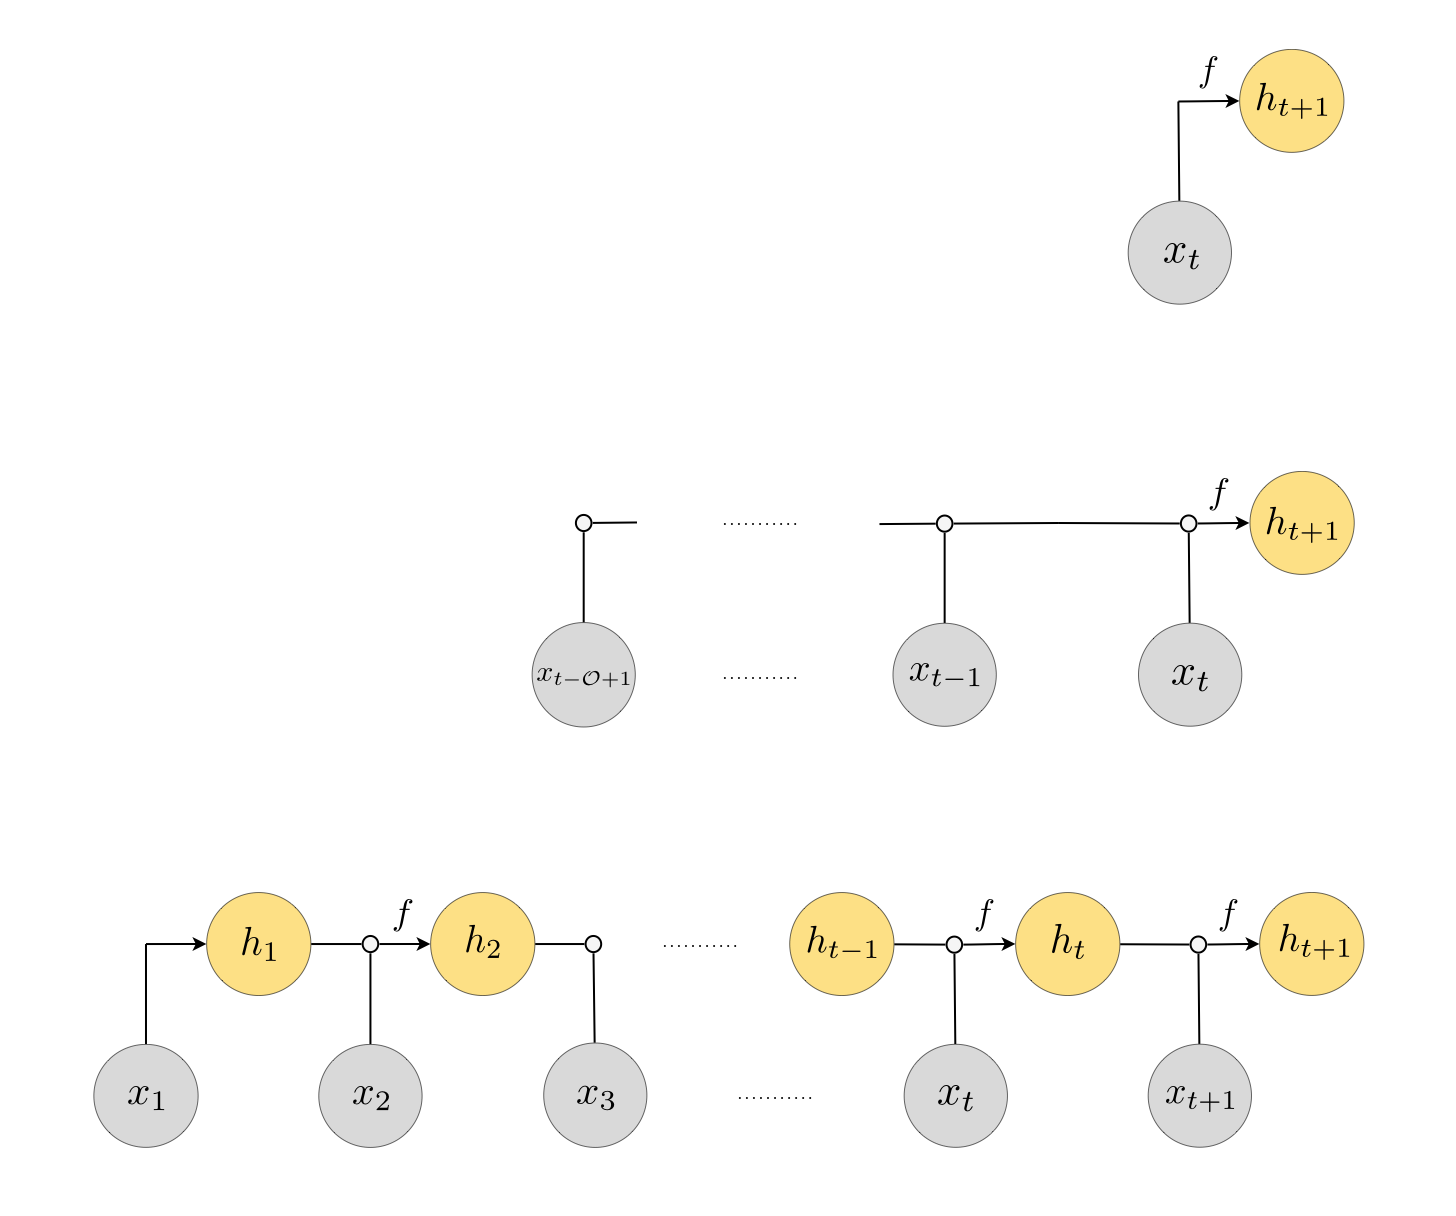 f
h_{t+1}
x_t
f
h_{t+1}
x_{t-\mathcal{O}+1} x_{t-1} x_t
f f f
h_1 h_2 h_{t-1} h_t h_{t+1}
x_1 x_2 x_3 x_t x_{t+1}